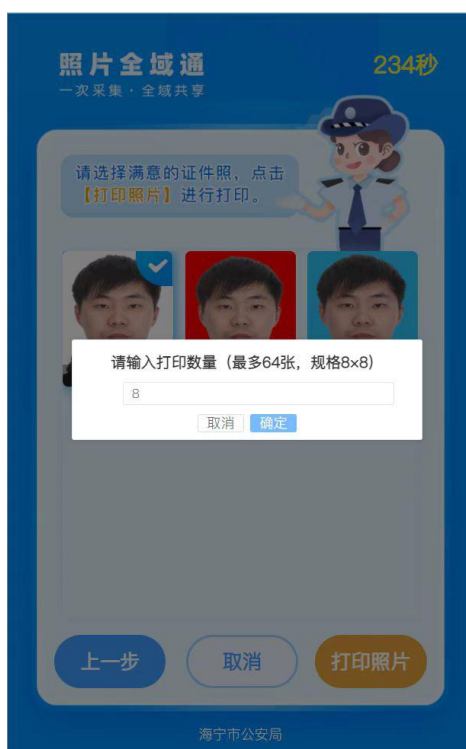 照片全域通
234秒
一次采集·全域共享
请选择满意的证件照，点击
【打印照片】进行打印。
请输入打印数量（最多64张，规格8×8）
8
取消
确定
上一步
取消
打印照片
海宁市公安局